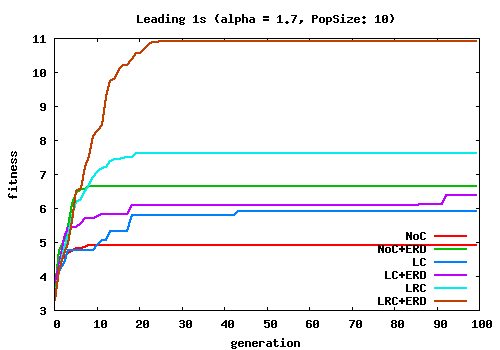 Leading 1s (alpha = 1.7, PopSize: 10)
11
10
9
8
7
6
5
4
3
fitness
NoC
NoC+ERD
LC
LC+ERD
LRC
LRC+ERD
0 10 20 30 40 50 60 70 80 90 100
generation